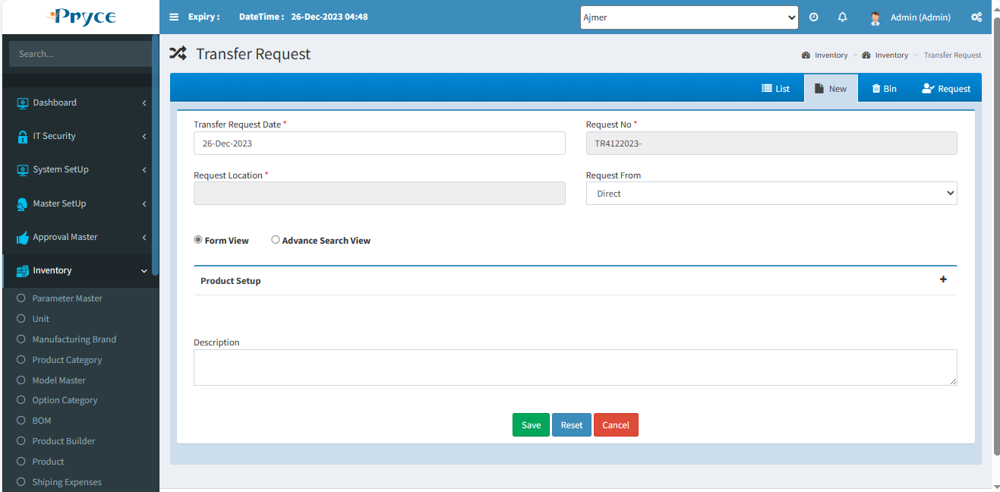 Pryce
Expiry : DateTime : 26-Dec-2023 04:48 Ajmer Admin (Admin)
Search...
Transfer Request
Inventory > Inventory > Transfer Request
List New Bin Request
Dashboard
IT Security
System SetUp
Master SetUp
Approval Master
Inventory
Parameter Master
Unit
Manufacturing Brand
Product Category
Model Master
Option Category
BOM
Product Builder
Product
Shiping Expenses
Transfer Request Date * Request No *
26-Dec-2023 TR4122023-
Request Location * Request From
Direct
Form View Advance Search View
Product Setup +
Description
Save Reset Cancel